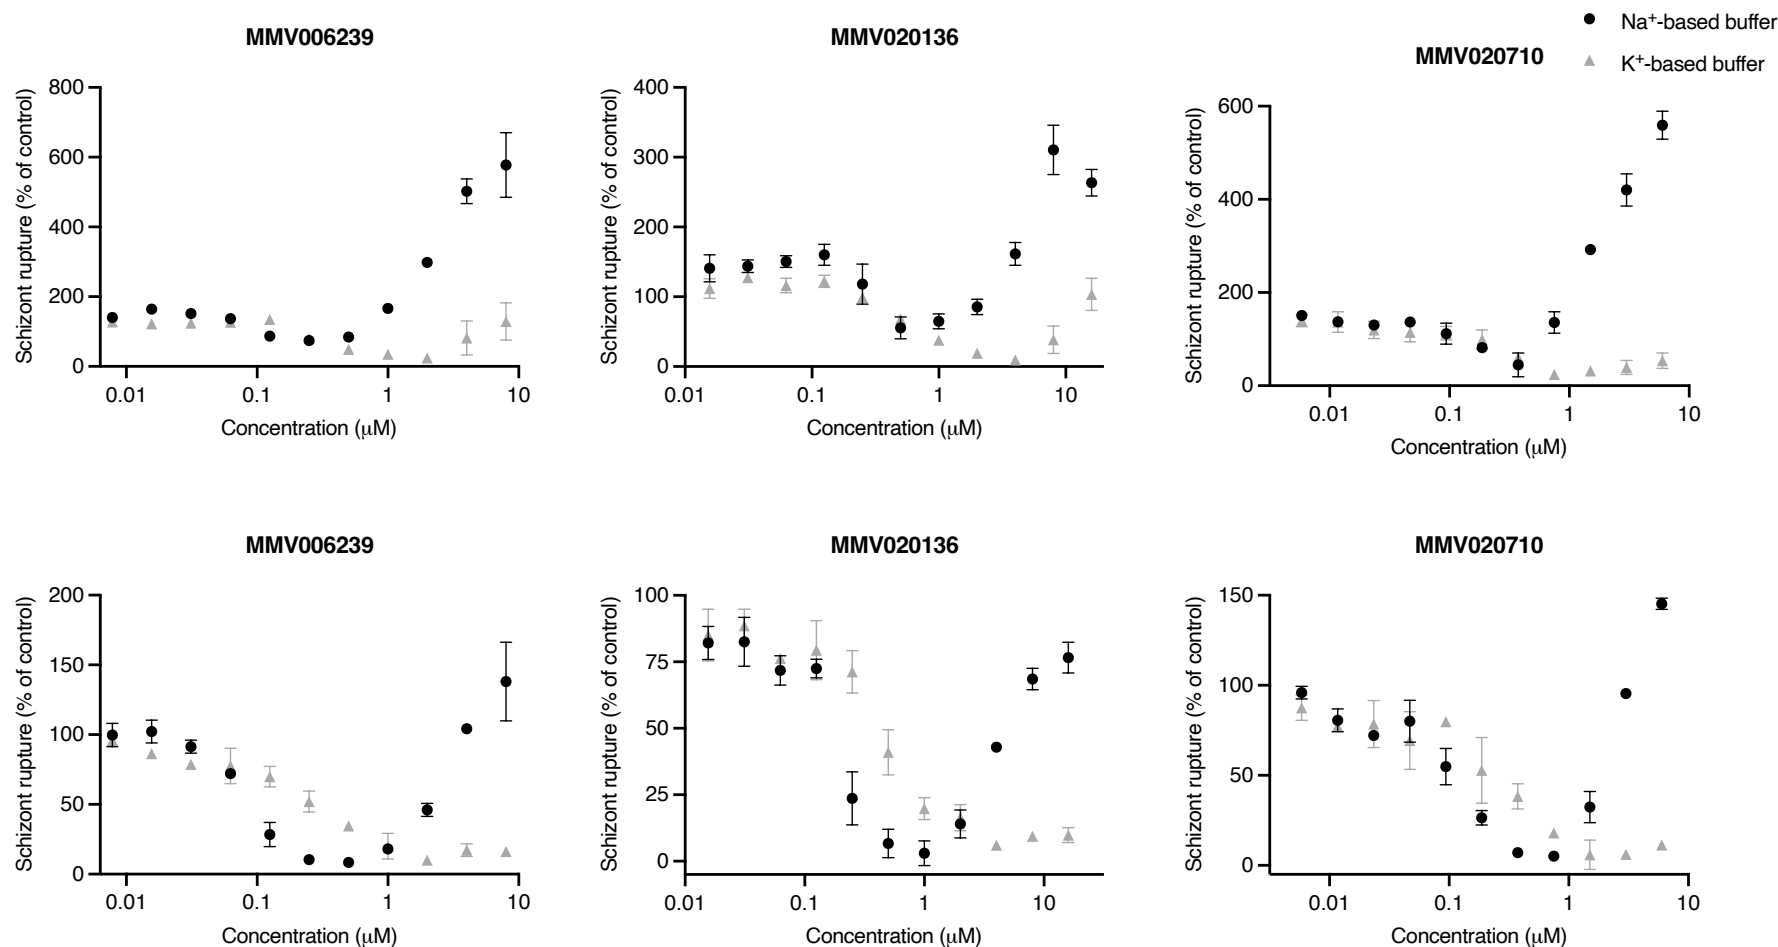 MMV006239
MMV020136
MMV020710
Na⁺-based buffer
K⁺-based buffer
Schizont rupture (% of control)
800
600
400
200
0
0.01
0.1
1
10
Concentration (μM)
Schizont rupture (% of control)
400
300
200
100
0
0.01
0.1
1
10
Concentration (μM)
Schizont rupture (% of control)
600
400
200
0
0.01
0.1
1
10
Concentration (μM)
MMV006239
MMV020136
MMV020710
Schizont rupture (% of control)
200
150
100
50
0
0.01
0.1
1
10
Concentration (μM)
Schizont rupture (% of control)
100
75
50
25
0
0.01
0.1
1
10
Concentration (μM)
Schizont rupture (% of control)
150
100
50
0
0.01
0.1
1
10
Concentration (μM)